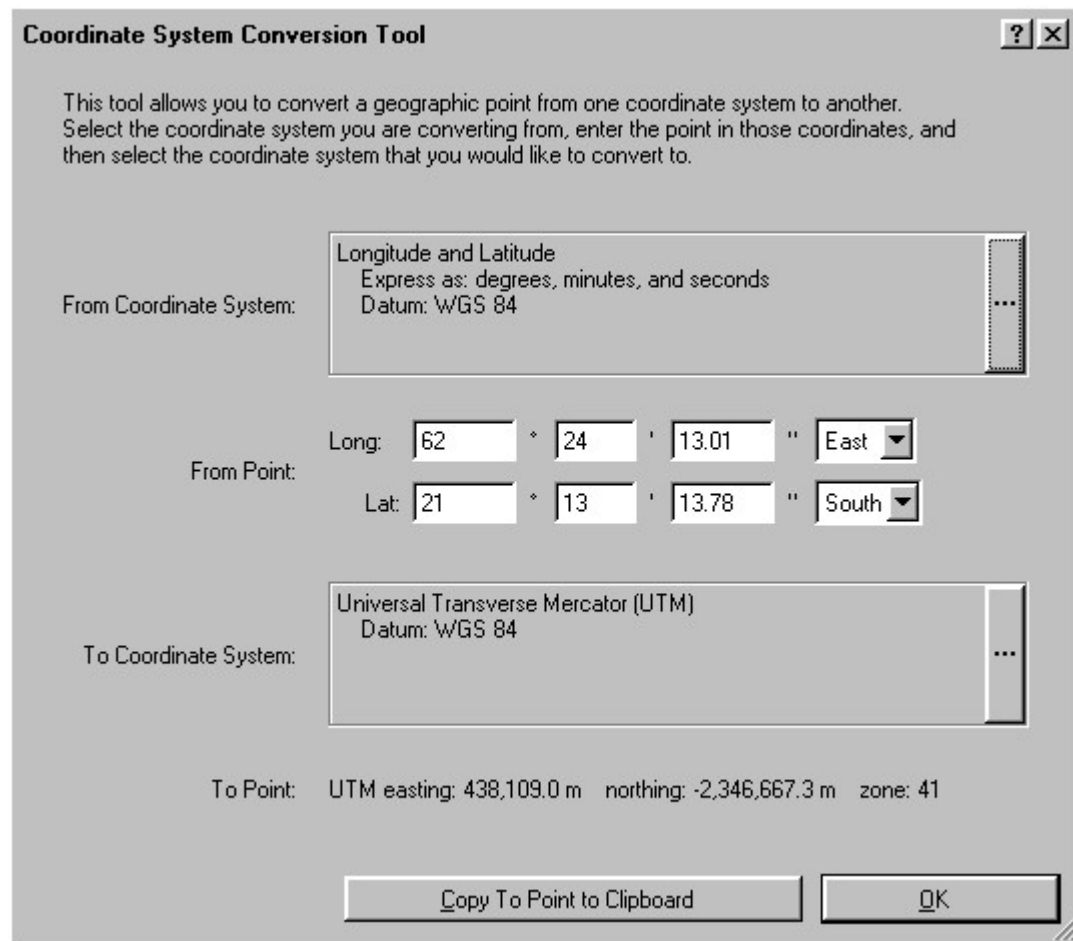 Coordinate System Conversion Tool
? X
This tool allows you to convert a geographic point from one coordinate system to another.
Select the coordinate system you are converting from, enter the point in those coordinates, and
then select the coordinate system that you would like to convert to.
From Coordinate System:
Longitude and Latitude
Express as: degrees, minutes, and seconds
Datum: WGS 84
...
From Point:
Long: 62 ° 24 ' 13.01 " East
Lat: 21 ° 13 ' 13.78 " South
To Coordinate System:
Universal Transverse Mercator (UTM)
Datum: WGS 84
...
To Point: UTM easting: 438,109.0 m northing: -2,346,667.3 m zone: 41
Copy To Point to Clipboard OK